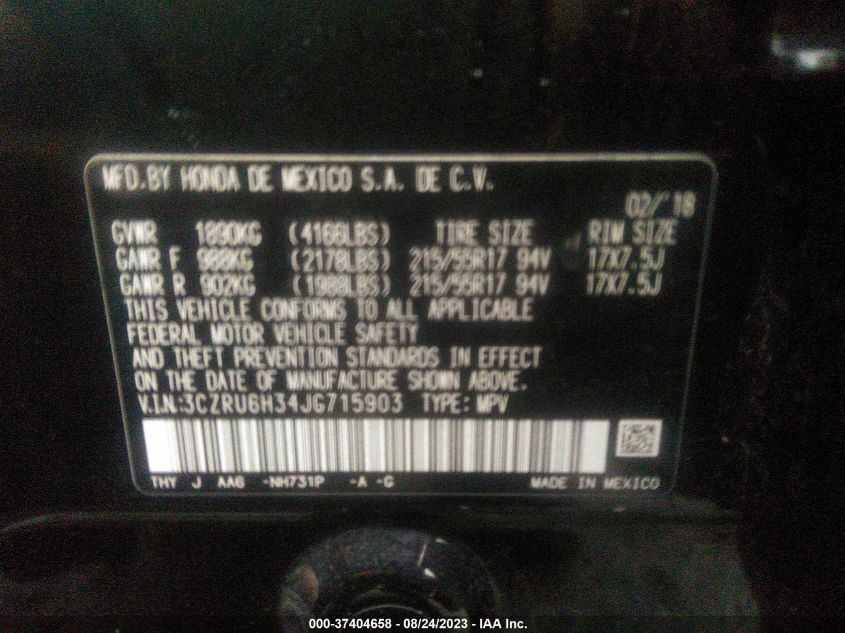 MFD.BY HONDA DE MEXICO S.A. DE C.V.
02/'18
GVWR 1890KG (4166LBS) TIRE SIZE RIM SIZE
GAWR F 988KG (2178LBS) 215/55R17 94V 17X7.5J
GAWR R 902KG (1988LBS) 215/55R17 94V 17X7.5J
THIS VEHICLE CONFORMS TO ALL APPLICABLE
FEDERAL MOTOR VEHICLE SAFETY
AND THEFT PREVENTION STANDARDS IN EFFECT
ON THE DATE OF MANUFACTURE SHOWN ABOVE.
V.I.N:3CZRU6H34JG715903 TYPE: MPV
THY J AA6 -NH731P -A -G MADE IN MEXICO
000-37404658 - 08/24/2023 - IAA Inc.